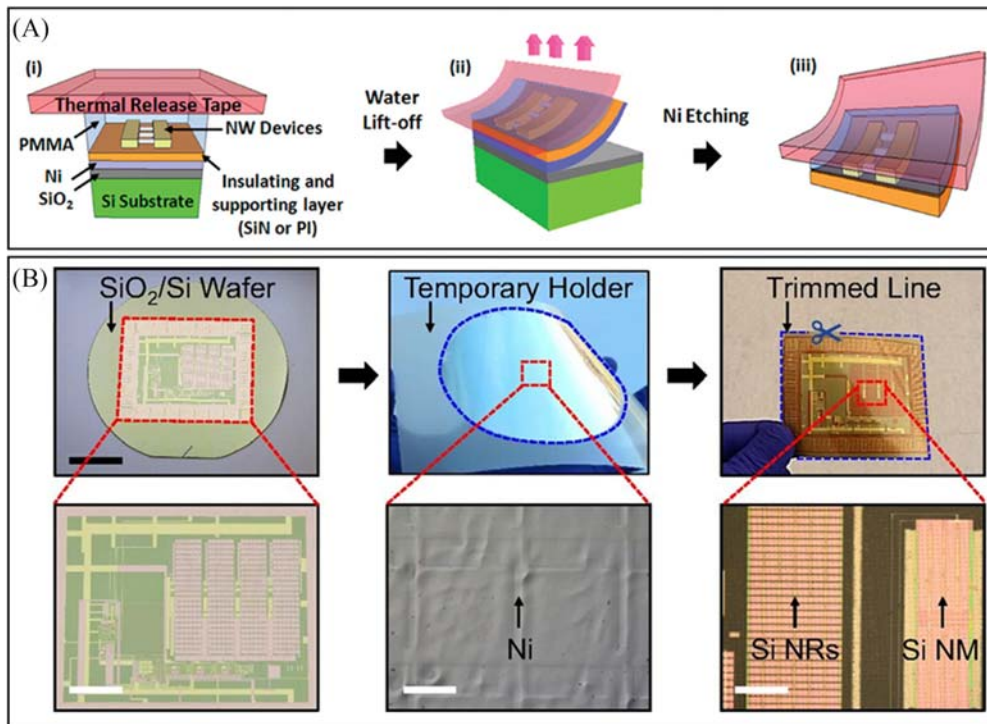 (A)
(i)
Thermal Release Tape
PMMA
NW Devices
Ni
SiO₂
Si Substrate
Insulating and
supporting layer
(SiN or PI)
Water
Lift-off
(ii)
Ni Etching
(iii)
(B)
SiO₂/Si Wafer
Temporary Holder
Trimmed Line
Ni
Si NRs
Si NM